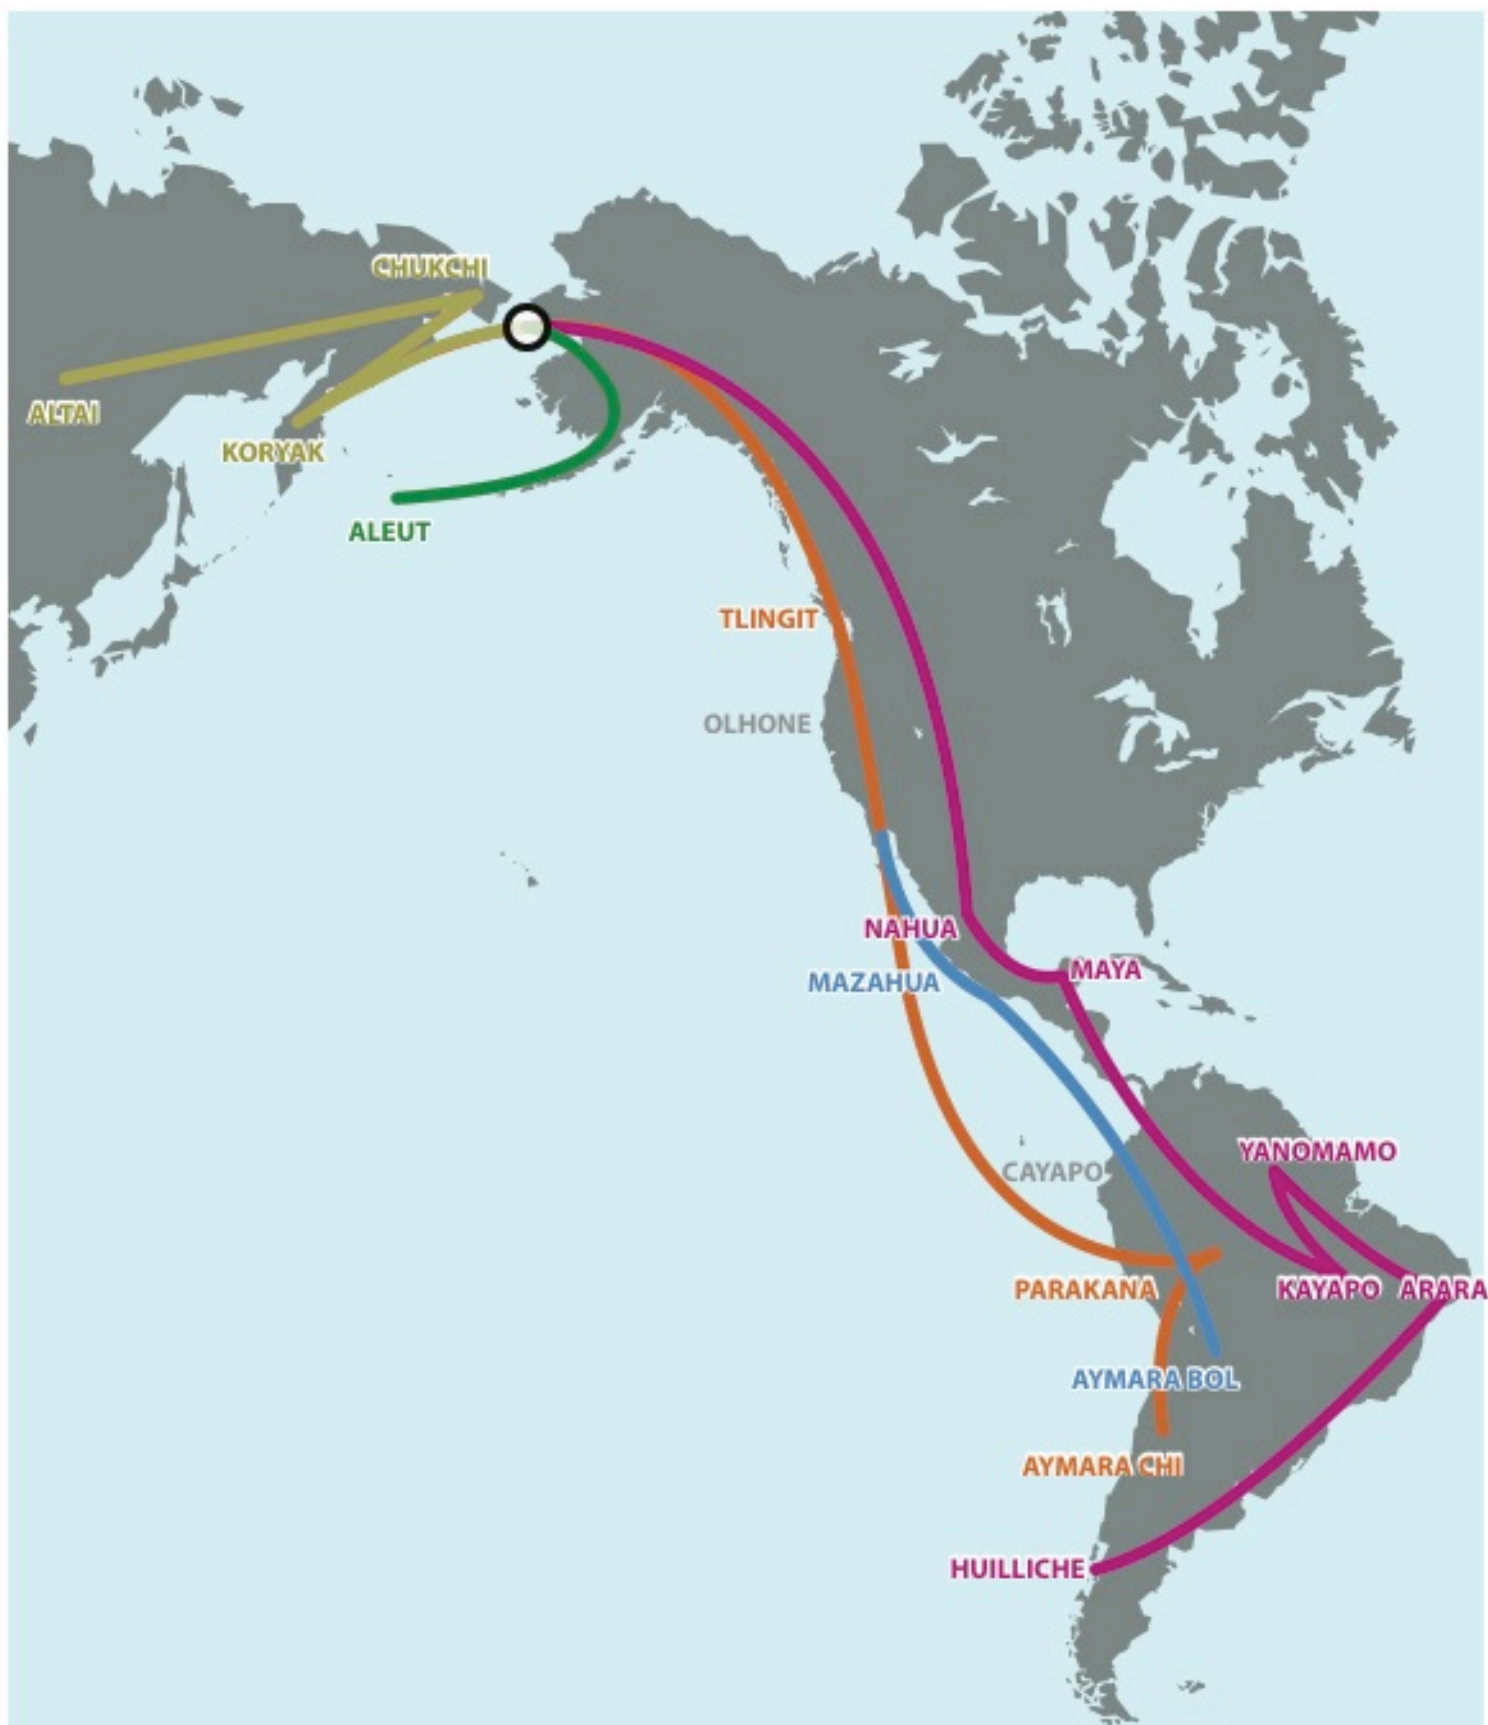 CHUKCHI
ALTAI
KORYAK
ALEUT
TLINGIT
OLHONE
NAHUA
MAYA
MAZAHUA
YANOMAMO
CAYAPO
PARAKANA
KAYAPO
ARARA
AYMARA BOL
AYMARA CHI
HUILLICHE